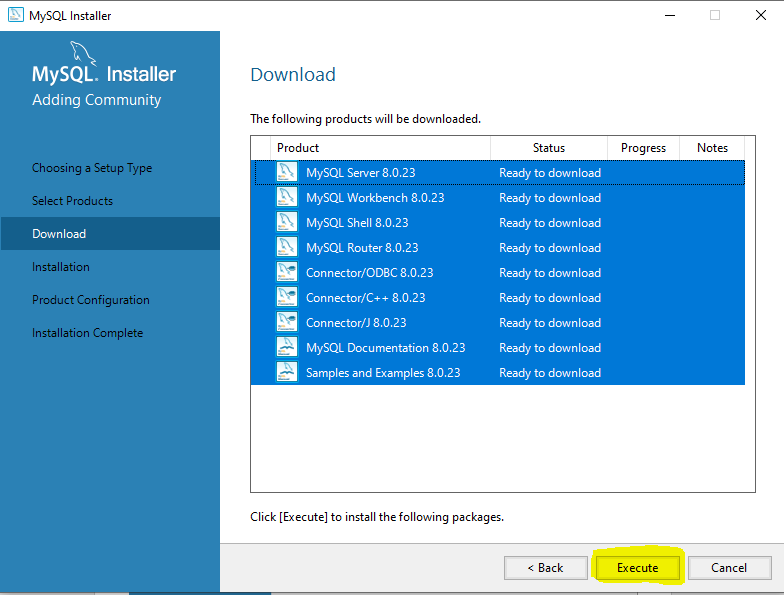 MySQL Installer
MySQL. Installer
Adding Community
Choosing a Setup Type
Select Products
Download
Installation
Product Configuration
Installation Complete
Download
The following products will be downloaded.
Product Status Progress Notes
MySQL Server 8.0.23 Ready to download
MySQL Workbench 8.0.23 Ready to download
MySQL Shell 8.0.23 Ready to download
MySQL Router 8.0.23 Ready to download
Connector/ODBC 8.0.23 Ready to download
Connector/C++ 8.0.23 Ready to download
Connector/J 8.0.23 Ready to download
MySQL Documentation 8.0.23 Ready to download
Samples and Examples 8.0.23 Ready to download
Click [Execute] to install the following packages.
< Back Execute Cancel